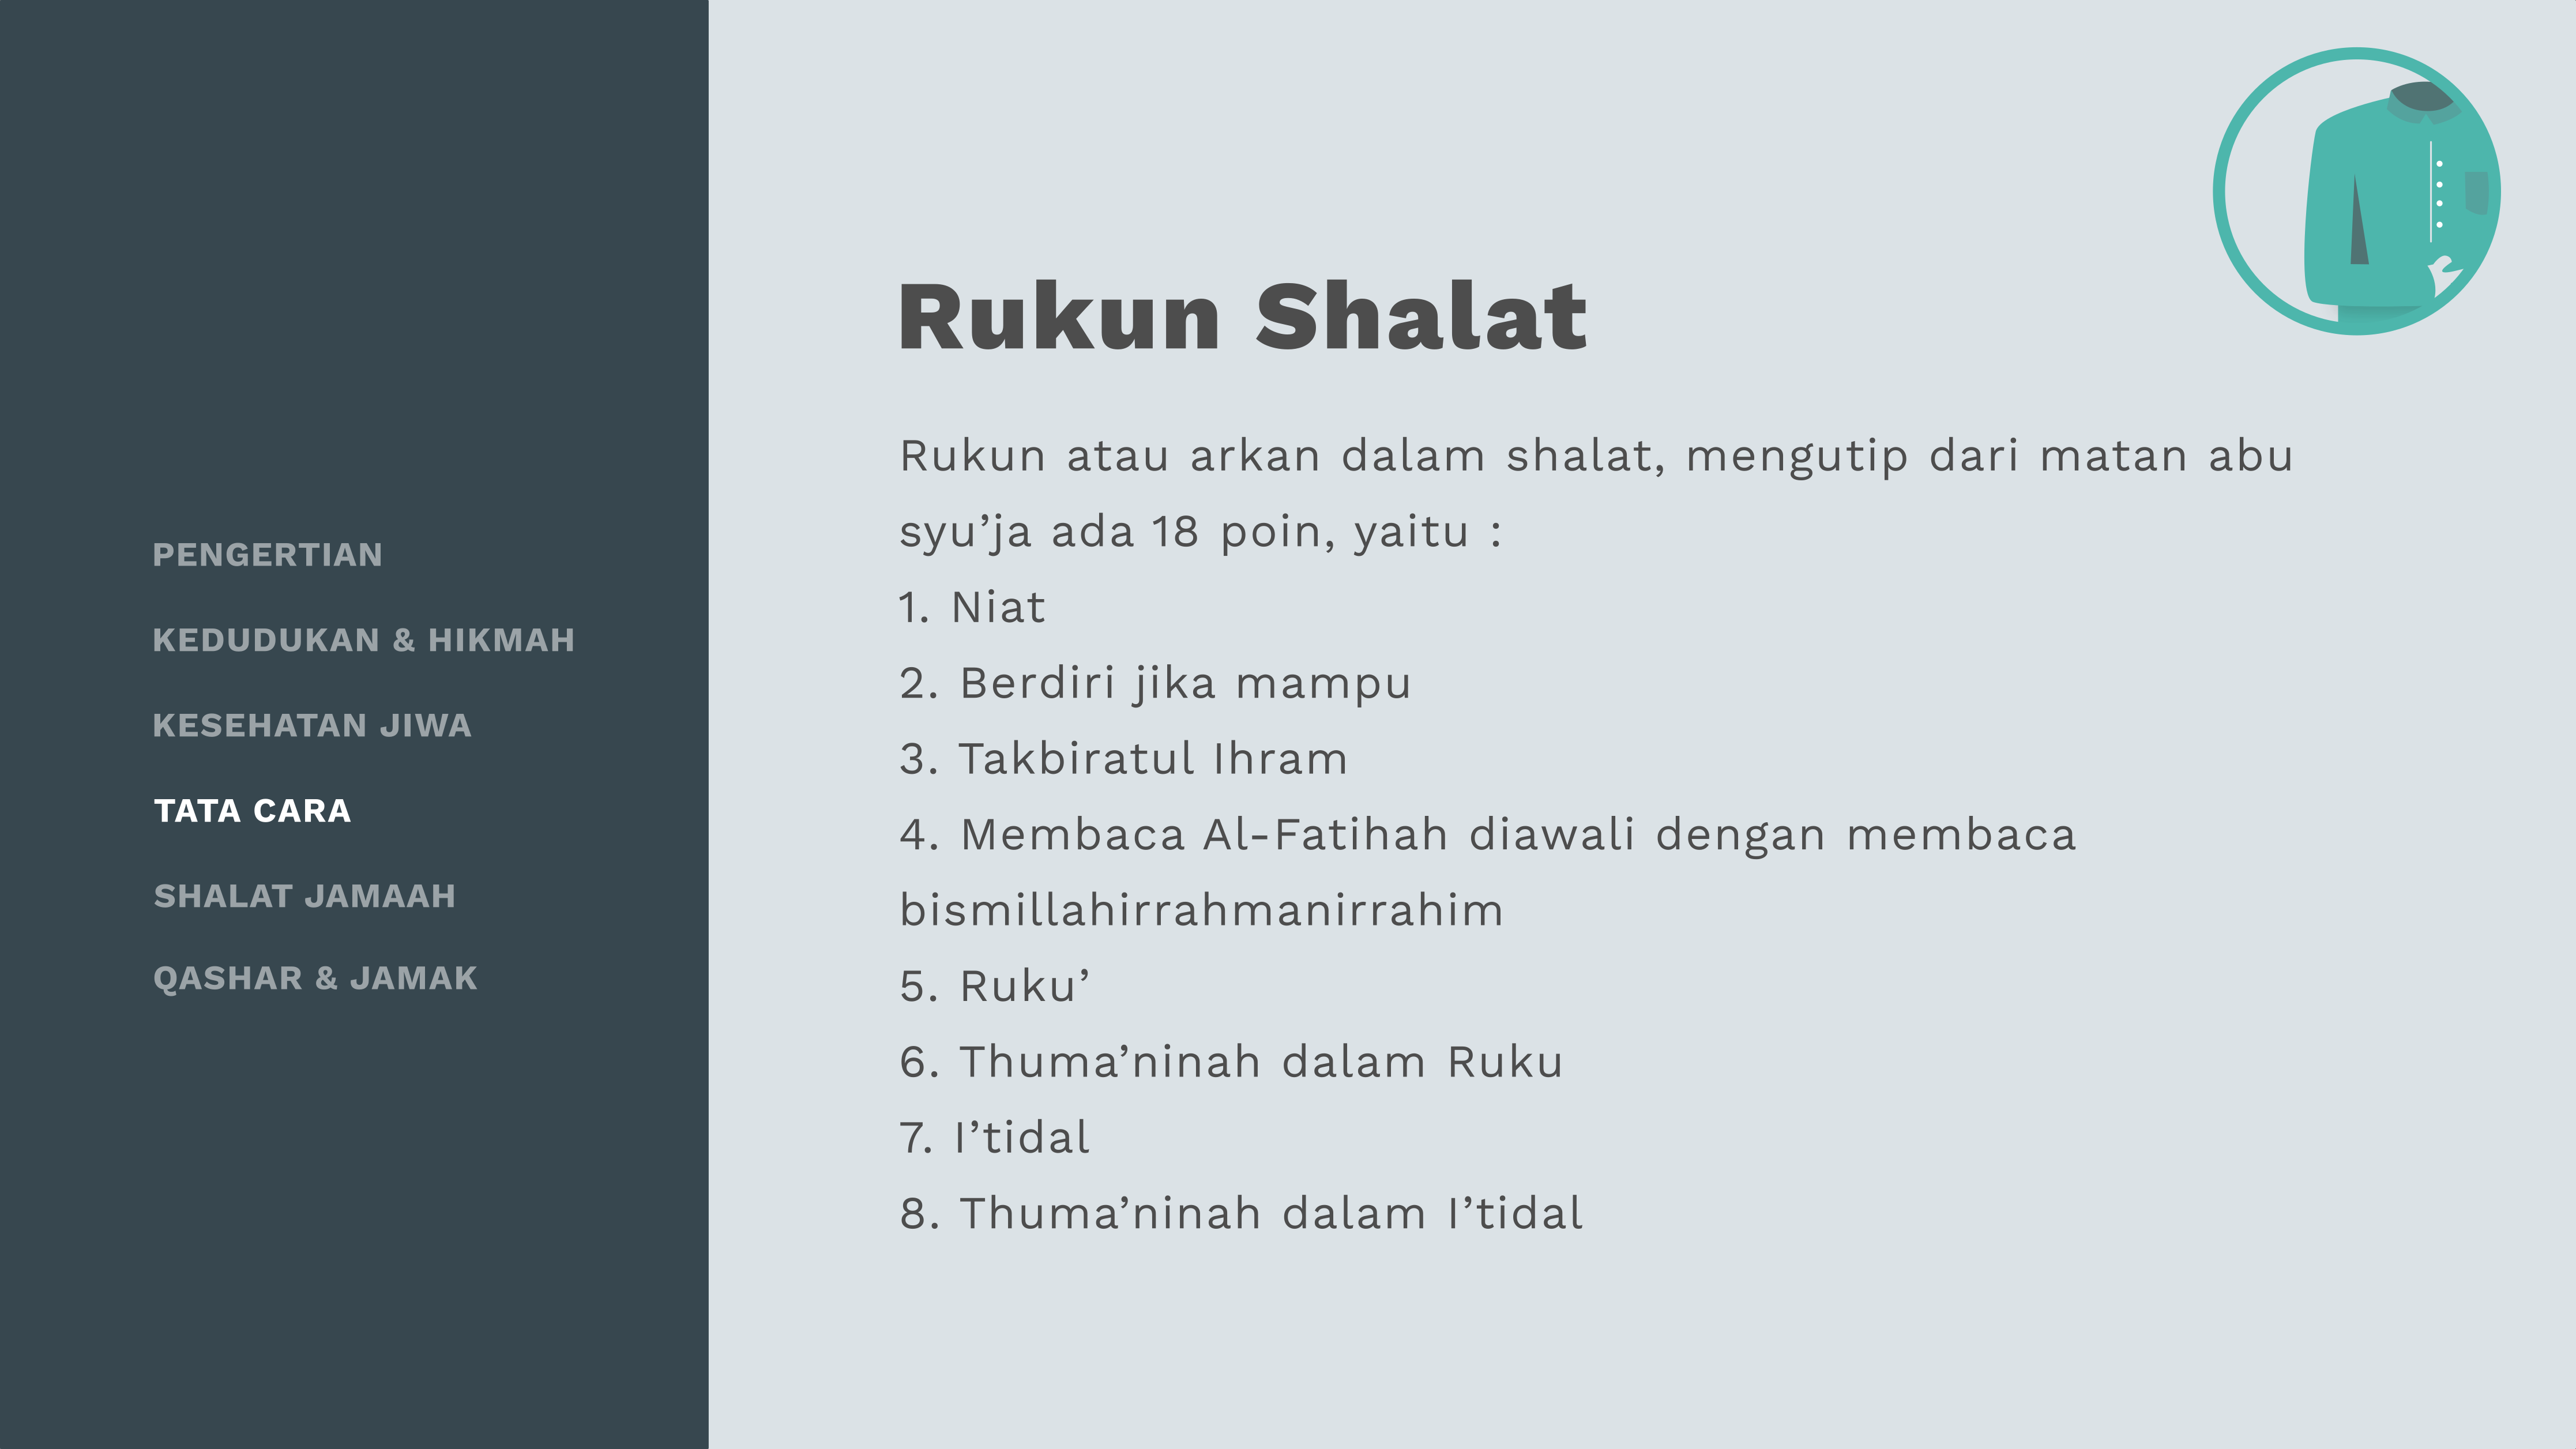 PENGERTIAN
KEDUDUKAN & HIKMAH
KESEHATAN JIWA
TATA CARA
SHALAT JAMAAH
QASHAR & JAMAK
Rukun Shalat
Rukun atau arkan dalam shalat, mengutip dari matan abu
syu’ja ada 18 poin, yaitu :
1. Niat
2. Berdiri jika mampu
3. Takbiratul Ihram
4. Membaca Al-Fatihah diawali dengan membaca
bismillahirrahmanirrahim
5. Ruku’
6. Thuma’ninah dalam Ruku
7. I’tidal
8. Thuma’ninah dalam I’tidal